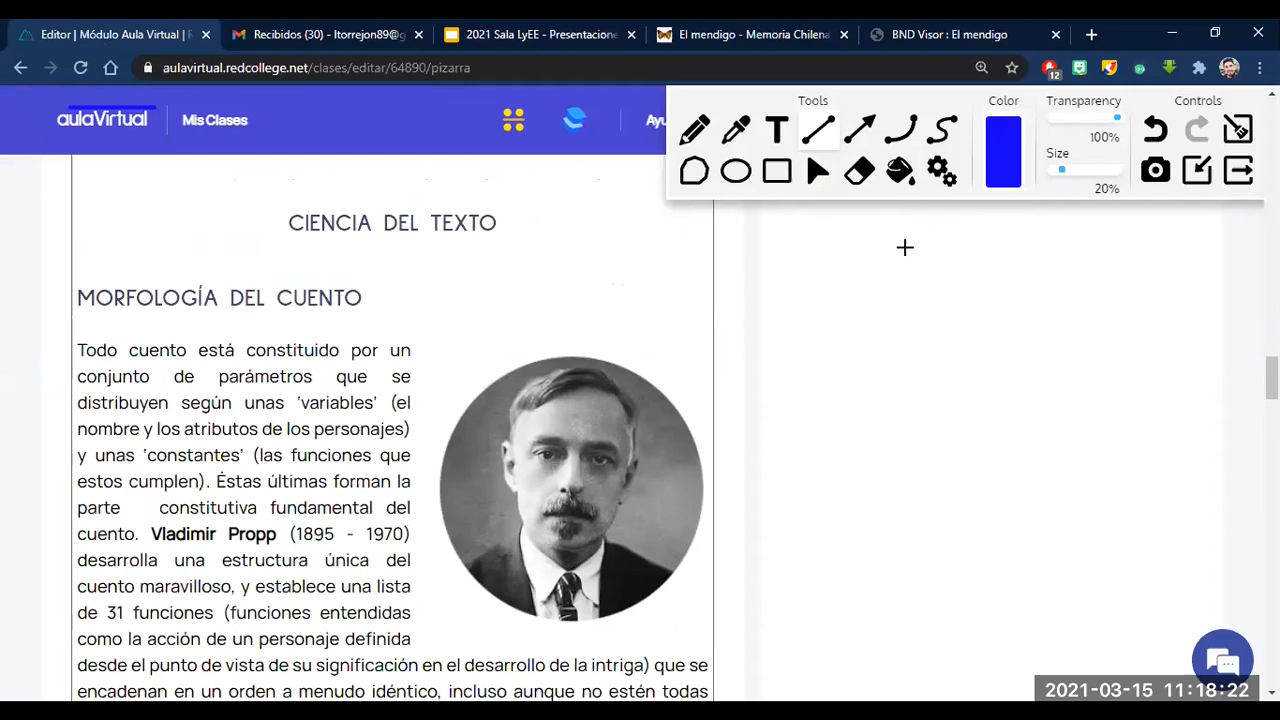 Editor | Módulo Aula Virtual | R
Recibidos (30) - ltorrejon89@g
2021 Sala LyEE - Presentacione
El mendigo - Memoria Chilena
BND Visor : El mendigo
aulavirtual.redcollege.net/clases/editar/64890/pizarra
12
aulaVirtual
Mis Clases
Ayu
Tools
Color
Transparency
Controls
T
100%
Size
20%
CIENCIA DEL TEXTO
MORFOLOGÍA DEL CUENTO
Todo cuento está constituido por un
conjunto de parámetros que se
distribuyen según unas ‘variables’ (el
nombre y los atributos de los personajes)
y unas ‘constantes’ (las funciones que
estos cumplen). Éstas últimas forman la
parte constitutiva fundamental del
cuento. Vladimir Propp (1895 - 1970)
desarrolla una estructura única del
cuento maravilloso, y establece una lista
de 31 funciones (funciones entendidas
como la acción de un personaje definida
desde el punto de vista de su significación en el desarrollo de la intriga) que se
encadenan en un orden a menudo idéntico, incluso aunque no estén todas
2021-03-15 11:18:22